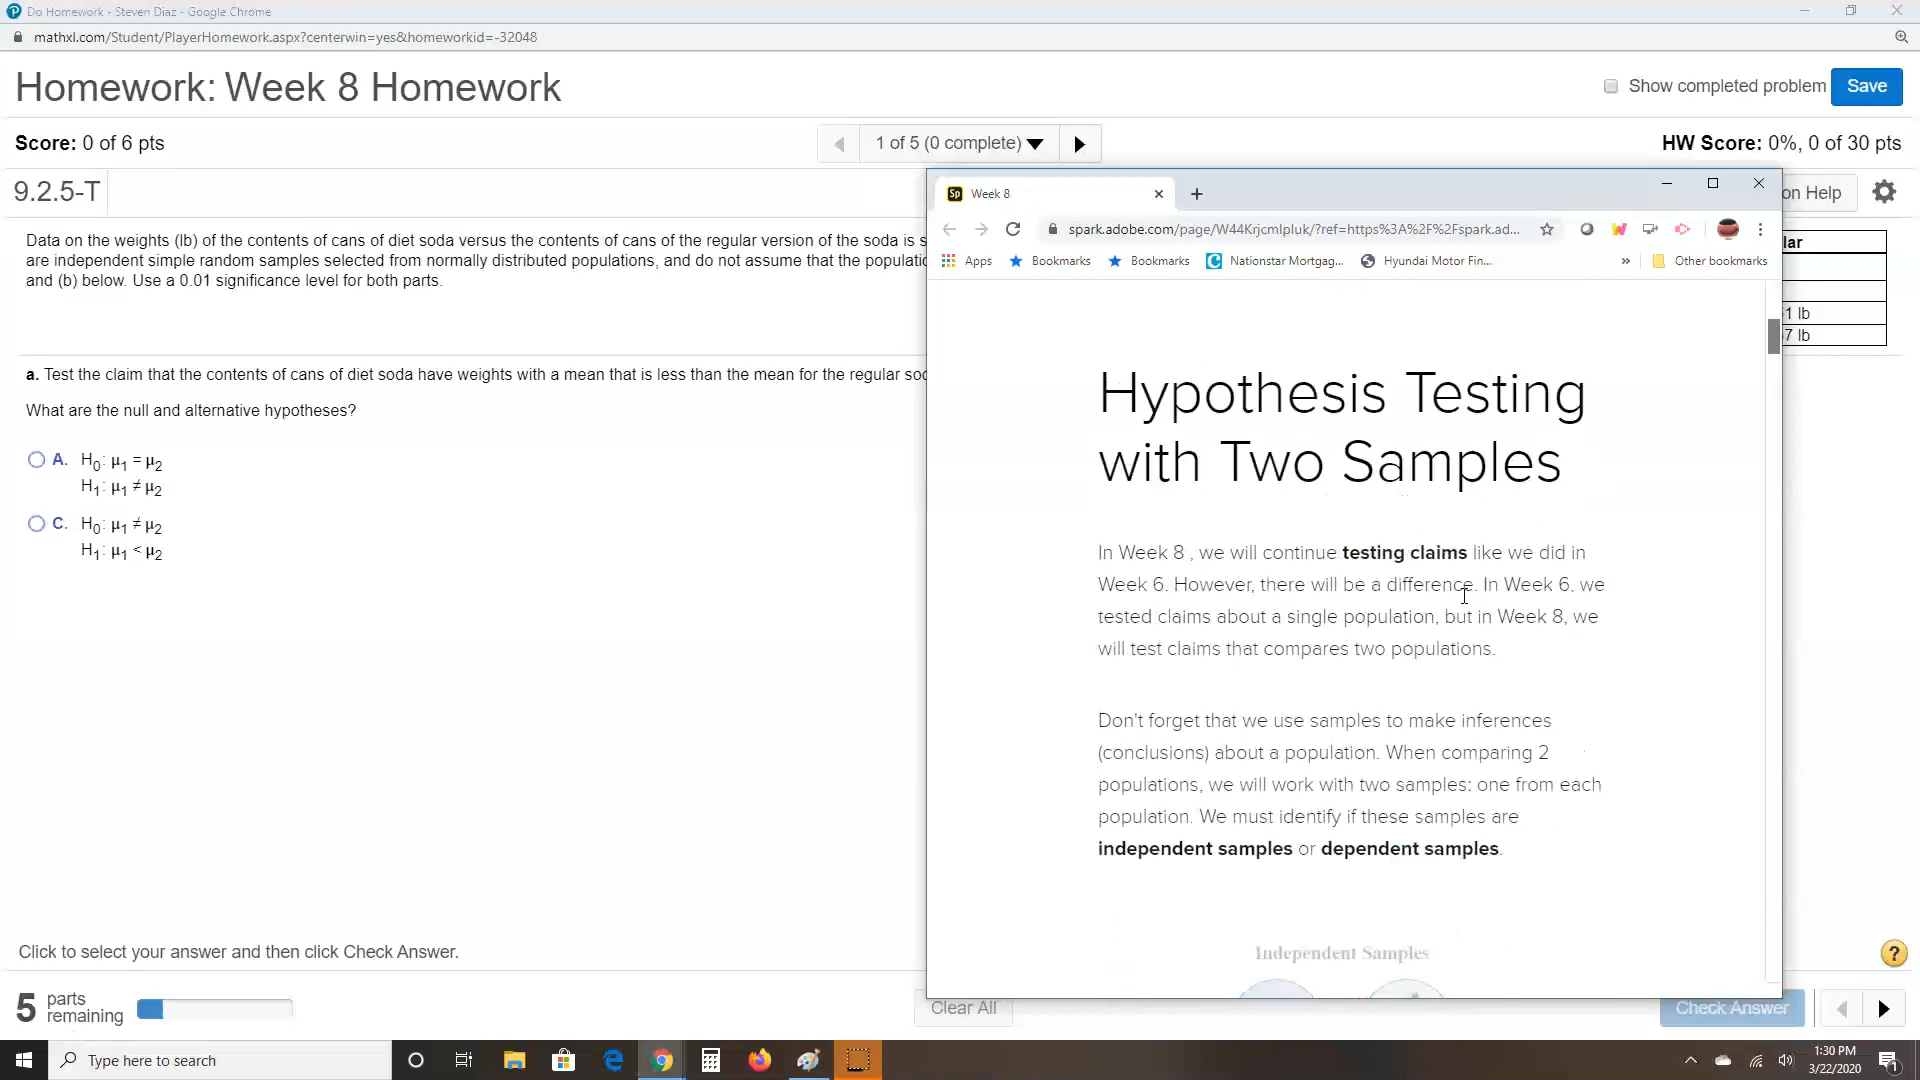 Do Homework - Steven Diaz - Google Chrome
mathxl.com/Student/PlayerHomework.aspx?centerwin=yes&homeworkid=-32048
Homework: Week 8 Homework
Show completed problem
Save
Score: 0 of 6 pts
1 of 5 (0 complete)
HW Score: 0%, 0 of 30 pts
9.2.5-T
on Help
Data on the weights (lb) of the contents of cans of diet soda versus the contents of cans of the regular version of the soda is s
are independent simple random samples selected from normally distributed populations, and do not assume that the populatio
and (b) below. Use a 0.01 significance level for both parts.
lar
1 lb
7 lb
a. Test the claim that the contents of cans of diet soda have weights with a mean that is less than the mean for the regular soc
What are the null and alternative hypotheses?
A. H0: μ1 = μ2
H1: μ1 ≠ μ2
C. H0: μ1 ≠ μ2
H1: μ1 < μ2
Sp Week 8
spark.adobe.com/page/W44KrjcmIpIuk/?ref=https%3A%2F%2Fspark.ad...
Apps Bookmarks Bookmarks Nationstar Mortgag... Hyundai Motor Fin... » Other bookmarks
Hypothesis Testing
with Two Samples
In Week 8 , we will continue testing claims like we did in
Week 6. However, there will be a difference. In Week 6, we
tested claims about a single population, but in Week 8, we
will test claims that compares two populations.
Don't forget that we use samples to make inferences
(conclusions) about a population. When comparing 2
populations, we will work with two samples: one from each
population. We must identify if these samples are
independent samples or dependent samples.
Independent Samples
Click to select your answer and then click Check Answer.
?
5 parts
remaining
Clear All
Check Answer
Type here to search
1:30 PM
3/22/2020
1